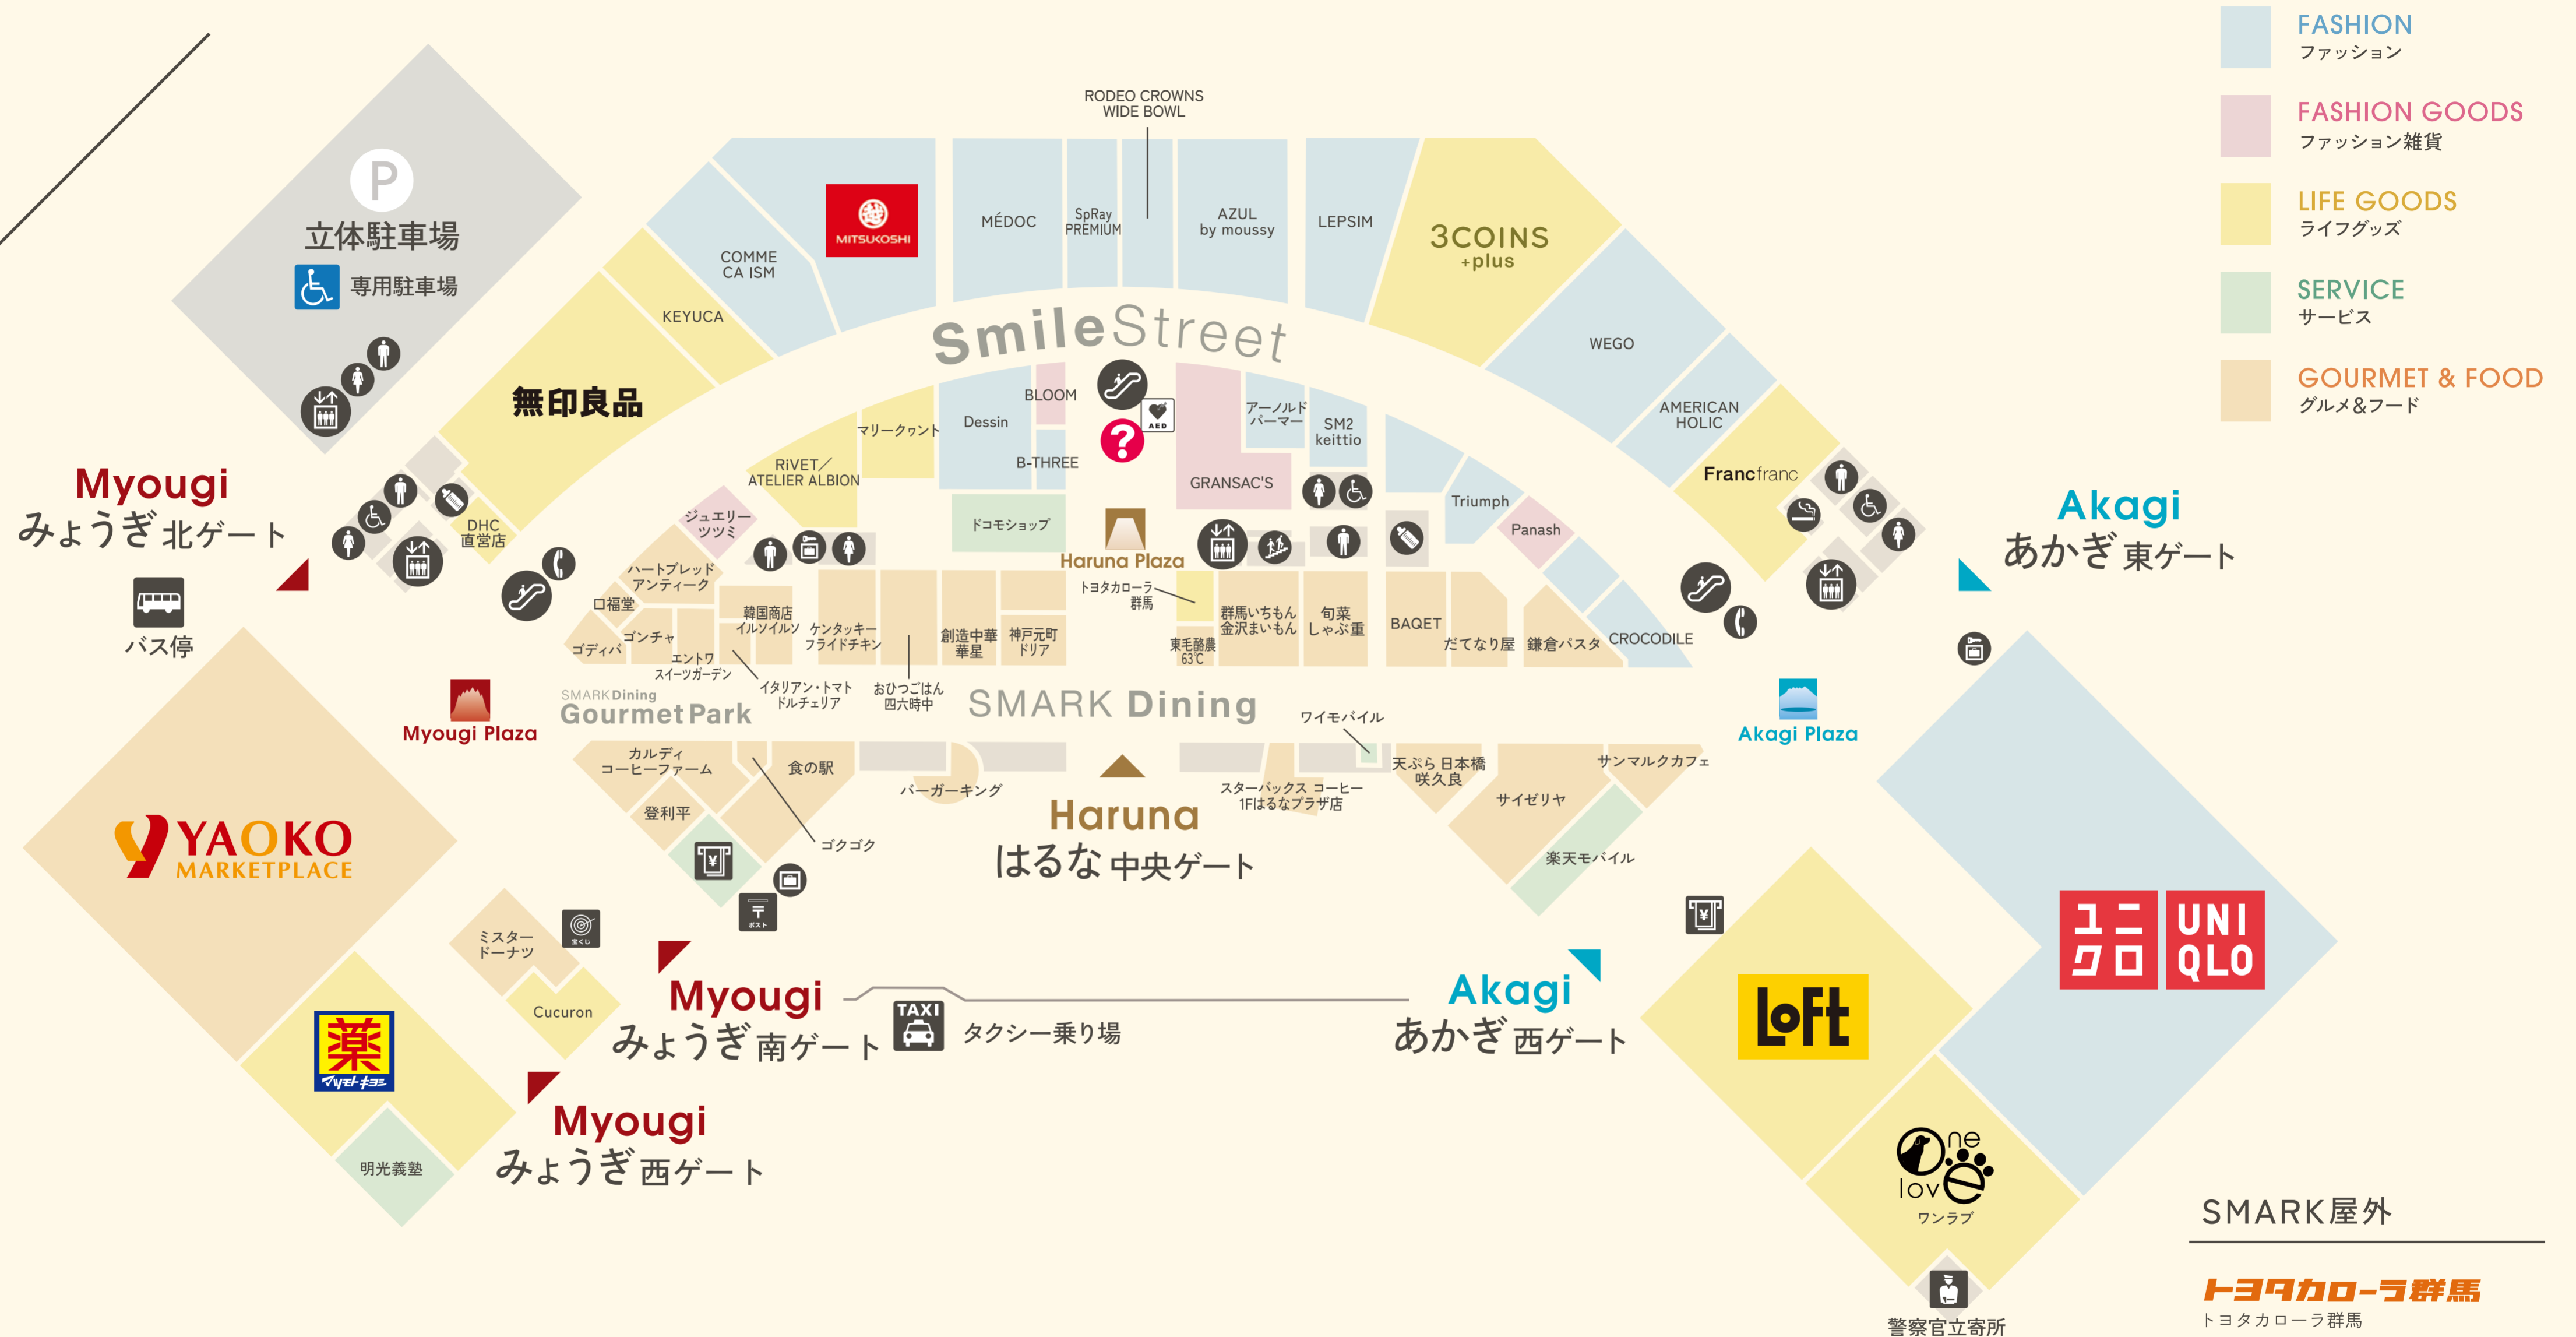 FASHION
ファッション
FASHION GOODS
ファッション雑貨
LIFE GOODS
ライフグッズ
SERVICE
サービス
GOURMET & FOOD
グルメ&フード
P
立体駐車場
専用駐車場
RODEO CROWNS
WIDE BOWL
MITSUKOSHI
MÉDOC
SpRay
PREMIUM
AZUL
by moussy
LEPSIM
3COINS
+plus
COMME
CA ISM
KEYUCA
無印良品
WEGO
AMERICAN
HOLIC
Francfranc
SmileStreet
BLOOM
Dessin
B-THREE
マリークヮント
RiVET／
ATELIER ALBION
ジュエリー
ツツミ
ドコモショップ
AED
?
アーノルド
パーマー
SM2
keittio
GRANSAC'S
Triumph
Panash
DHC
直営店
Myougi
みょうぎ 北ゲート
バス停
Akagi
あかぎ 東ゲート
Haruna Plaza
トヨタカローラ
群馬
ハートブレッド
アンティーク
口福堂
ゴディバ
ゴンチャ
エントワ
スイーツガーデン
韓国商店
イルソイルソ
イタリアン・トマト
ドルチェリア
ケンタッキー
フライドチキン
おひつごはん
四六時中
創造中華
華星
神戸元町
ドリア
東毛酪農
63℃
群馬いちもん
金沢まいもん
旬菜
しゃぶ重
BAQET
だてなり屋
鎌倉パスタ
CROCODILE
Myougi Plaza
SMARKDining
Gourmet Park
SMARK Dining
Akagi Plaza
ワイモバイル
カルディ
コーヒーファーム
食の駅
登利平
ゴクゴク
バーガーキング
スターバックス コーヒー
1Fはるなプラザ店
天ぷら 日本橋
咲久良
サイゼリヤ
サンマルクカフェ
楽天モバイル
Haruna
はるな 中央ゲート
YAOKO
MARKETPLACE
¥
〒
ポスト
ミスター
ドーナツ
宝くじ
Cucuron
薬
マツモトキヨシ
明光義塾
Myougi
みょうぎ 南ゲート
TAXI
タクシー乗り場
Myougi
みょうぎ 西ゲート
Akagi
あかぎ 西ゲート
¥
LoFt
ユニ
クロ
UNI
QLO
One
love
ワンラブ
警察官立寄所
SMARK屋外
トヨタカローラ群馬
トヨタカローラ群馬